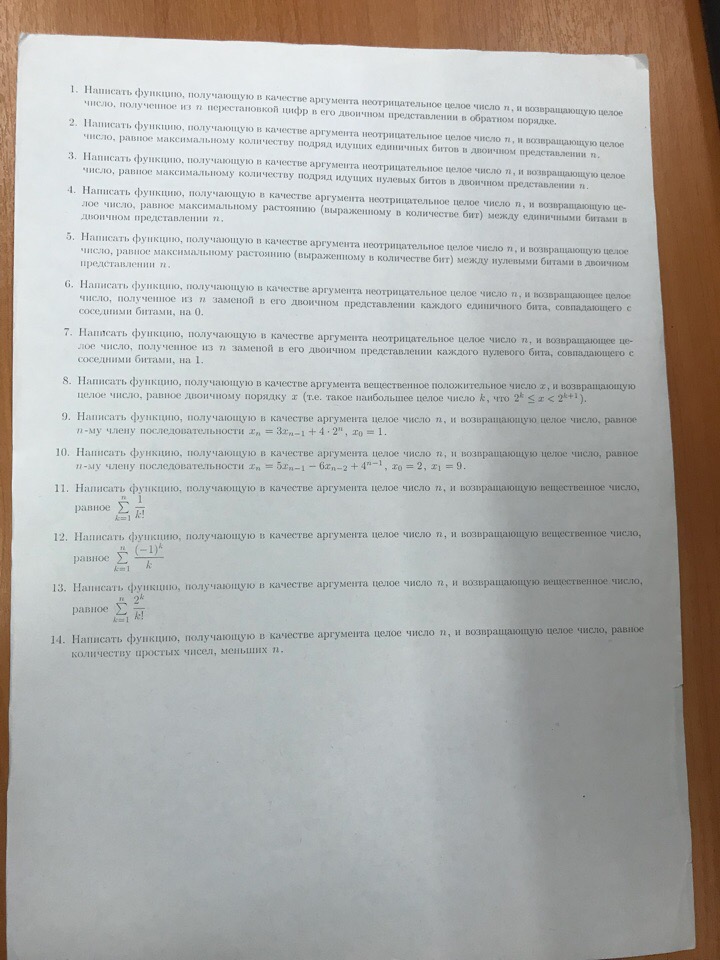 1. Написать функцию, получающую в качестве аргумента неотрицательное целое число n, и возвращающую целое
число, полученное из n перестановкой цифр в его двоичном представлении в обратном порядке.
2. Написать функцию, получающую в качестве аргумента неотрицательное целое число n, и возвращающую целое
число, равное максимальному количеству подряд идущих единичных битов в двоичном представлении n.
3. Написать функцию, получающую в качестве аргумента неотрицательное целое число n, и возвращающую целое
число, равное максимальному количеству подряд идущих нулевых битов в двоичном представлении n.
4. Написать функцию, получающую в качестве аргумента неотрицательное целое число n, и возвращающую це-
лое число, равное максимальному растоянию (выраженному в количестве бит) между единичными битами в
двоичном представлении n.
5. Написать функцию, получающую в качестве аргумента неотрицательное целое число n, и возвращающую целое
число, равное максимальному растоянию (выраженному в количестве бит) между нулевыми битами в двоичном
представлении n.
6. Написать функцию, получающую в качестве аргумента неотрицательное целое число n, и возвращающее целое
число, полученное из n заменой в его двоичном представлении каждого единичного бита, совпадающего с
соседними битами, на 0.
7. Написать функцию, получающую в качестве аргумента неотрицательное целое число n, и возвращающее це-
лое число, полученное из n заменой в его двоичном представлении каждого нулевого бита, совпадающего с
соседними битами, на 1.
8. Написать функцию, получающую в качестве аргумента вещественное положительное число x, и возвращающую
целое число, равное двоичному порядку x (т.е. такое наибольшее целое число k, что 2^k ≤ x < 2^{k+1}).
9. Написать функцию, получающую в качестве аргумента целое число n, и возвращающую целое число, равное
n-му члену последовательности x_n = 3x_{n−1} + 4 · 2^n, x_0 = 1.
10. Написать функцию, получающую в качестве аргумента целое число n, и возвращающую целое число, равное
n-му члену последовательности x_n = 5x_{n−1} − 6x_{n−2} + 4^{n−1}, x_0 = 2, x_1 = 9.
11. Написать функцию, получающую в качестве аргумента целое число n, и возвращающую вещественное число,
равное ∑_{k=1}^{n} 1/k!
12. Написать функцию, получающую в качестве аргумента целое число n, и возвращающую вещественное число,
равное ∑_{k=1}^{n} (−1)^k/k
13. Написать функцию, получающую в качестве аргумента целое число n, и возвращающую вещественное число,
равное ∑_{k=1}^{n} 2^k/k!
14. Написать функцию, получающую в качестве аргумента целое число n, и возвращающую целое число, равное
количеству простых чисел, меньших n.